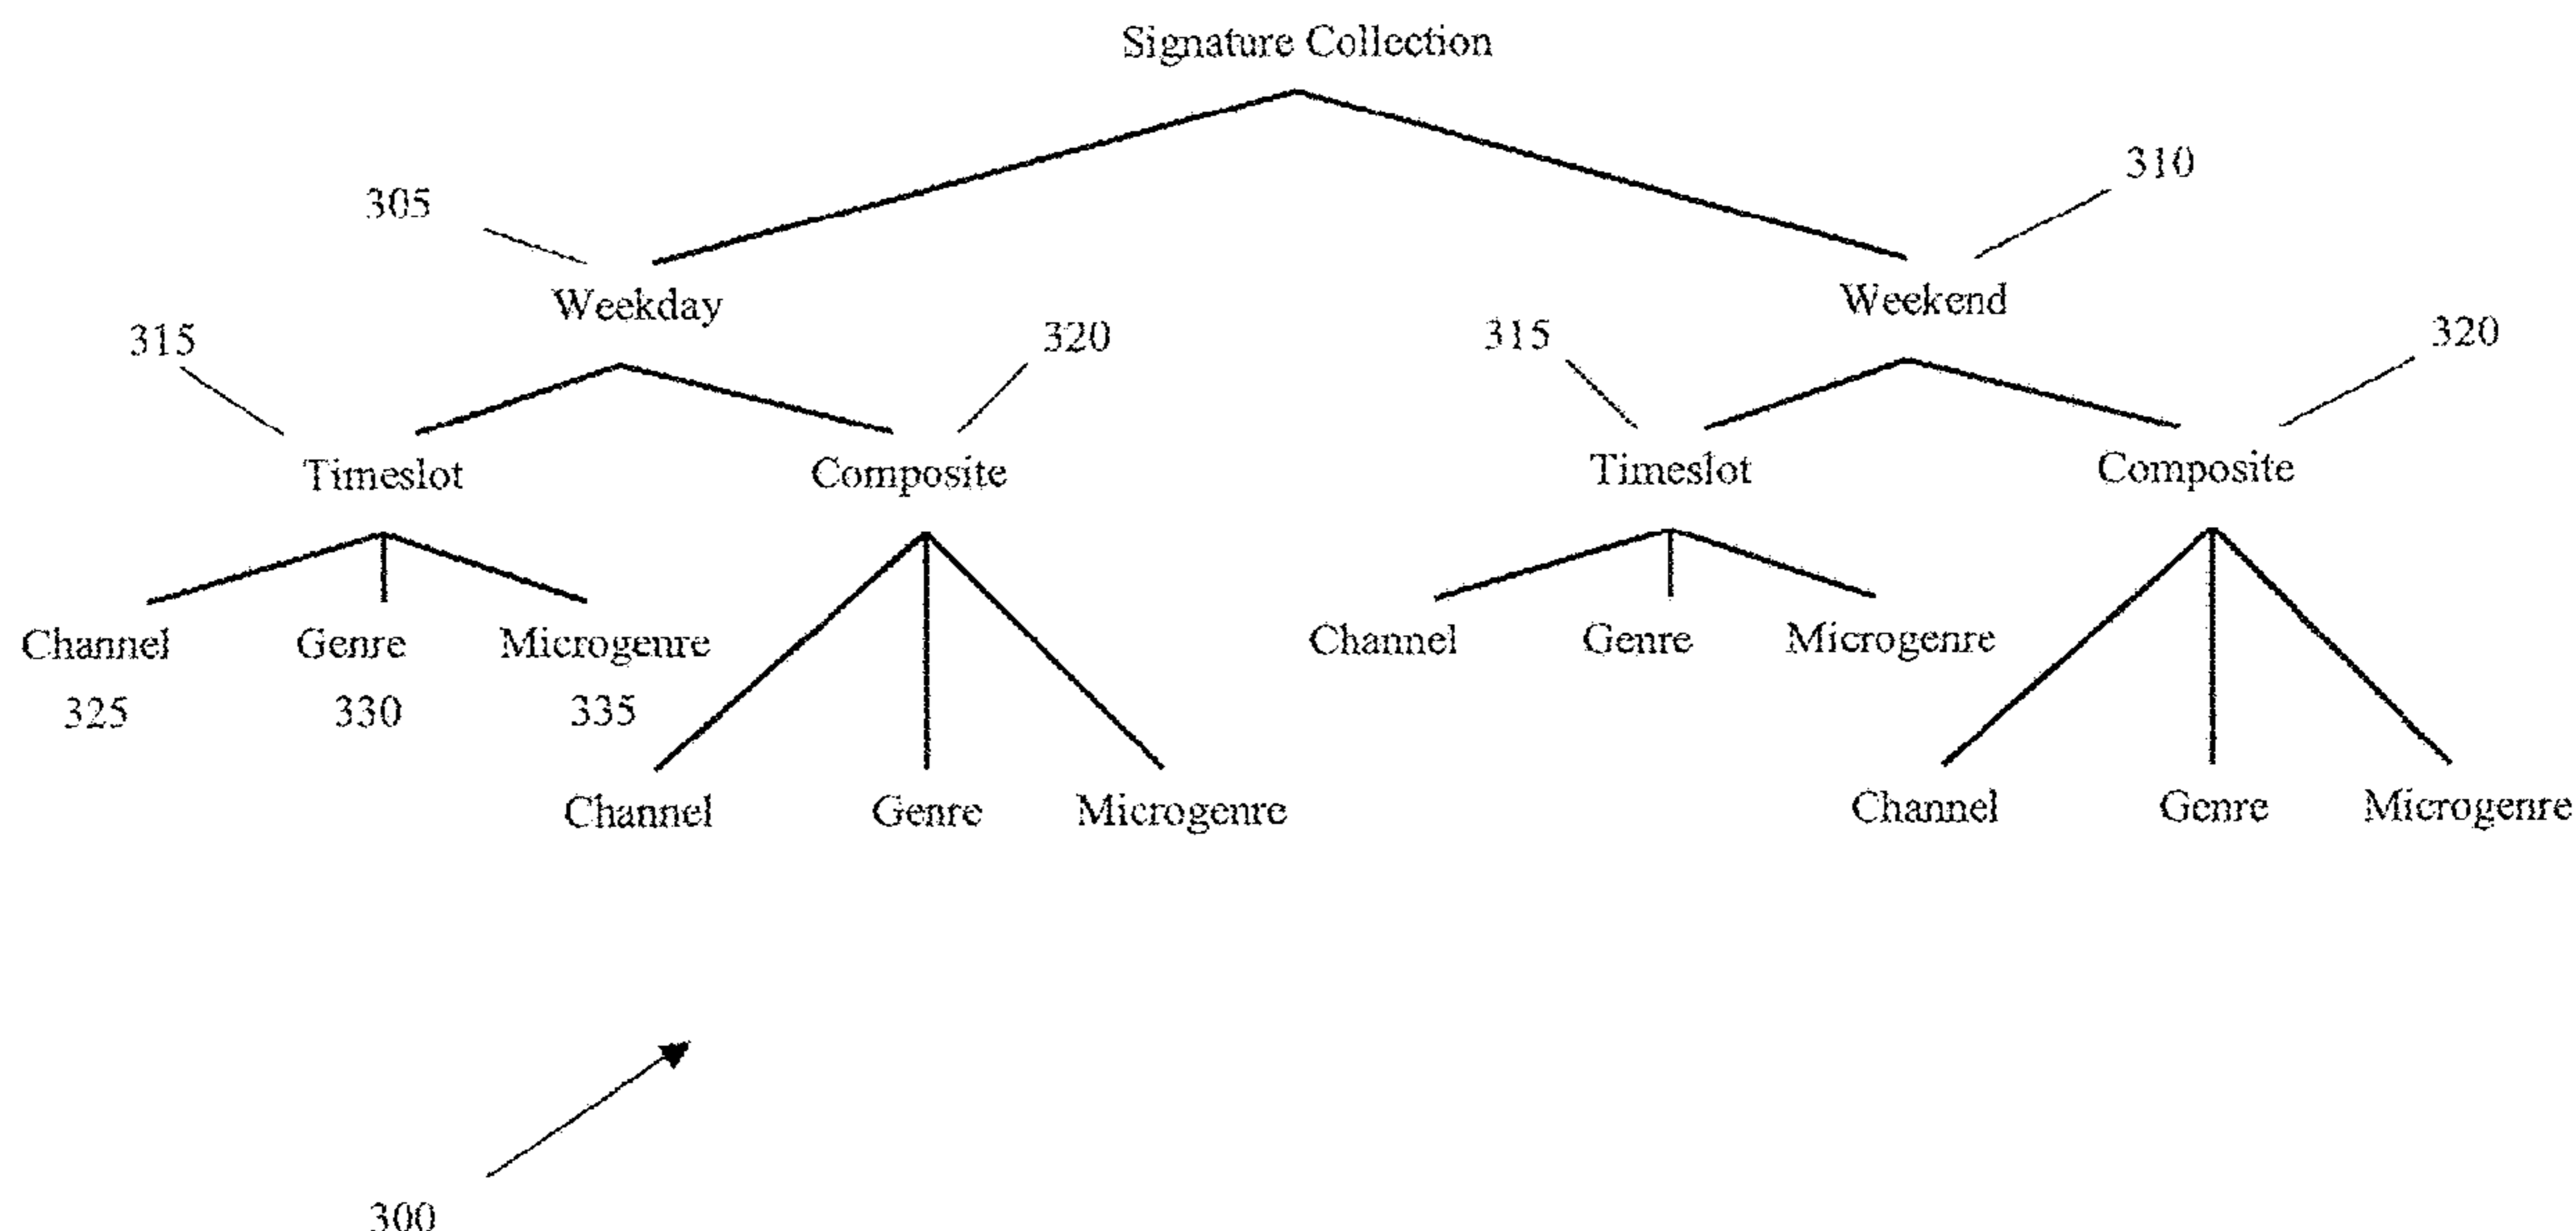 Signature Collection
310
305
Weekday
Weekend
315
320
315
320
Timeslot
Composite
Timeslot
Composite
Channel
Genre
Microgenre
Channel
Genre
Microgenre
325
330
335
Channel
Genre
Microgenre
Channel
Genre
Microgenre
300